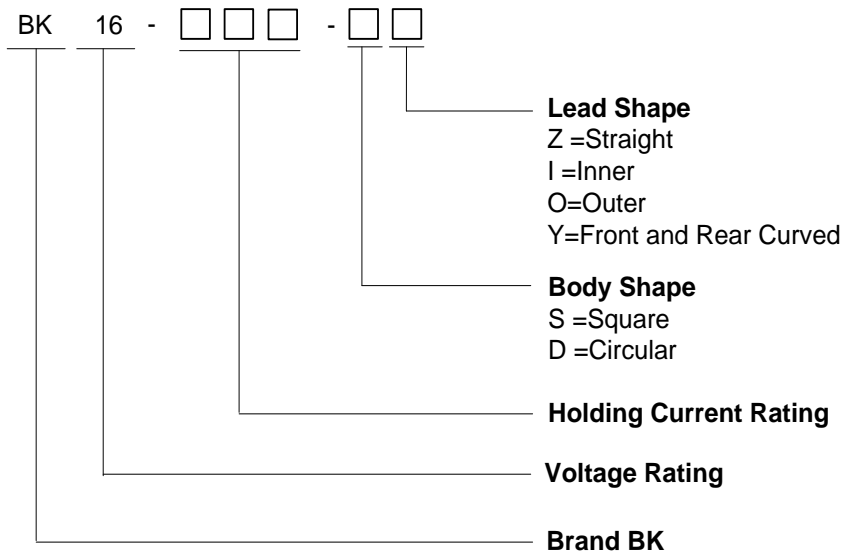 BK 16 - □ □ □ - □ □
Lead Shape
Z =Straight
I =Inner
O=Outer
Y=Front and Rear Curved
Body Shape
S =Square
D =Circular
Holding Current Rating
Voltage Rating
Brand BK